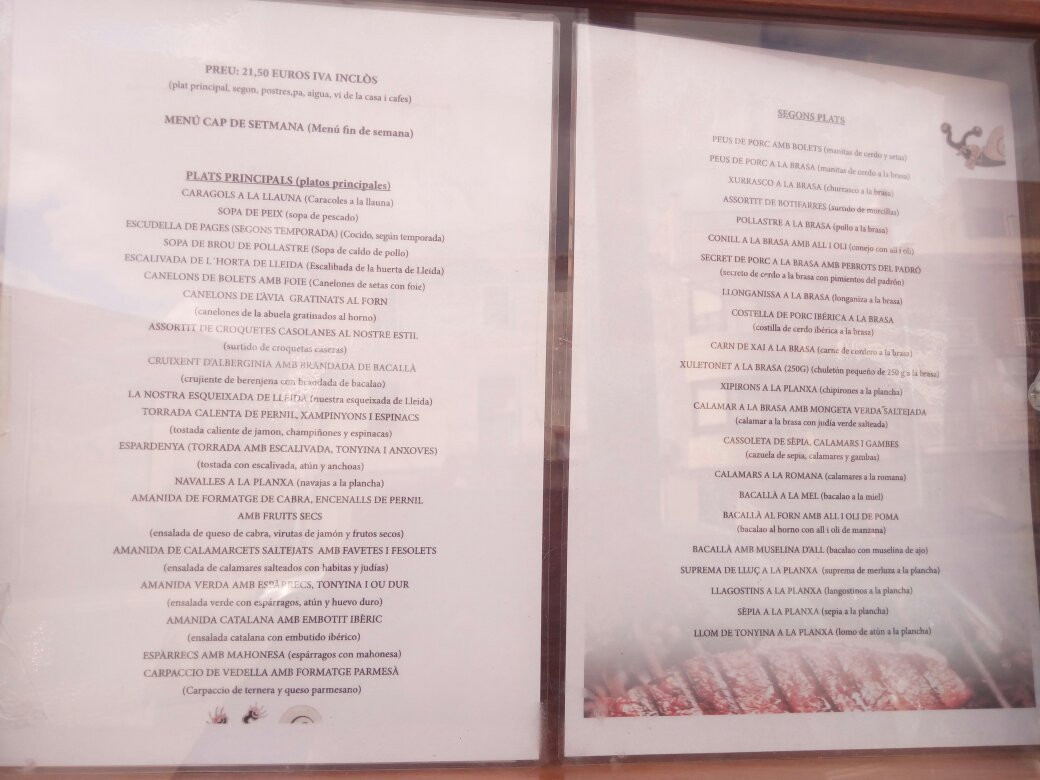 PREU: 21,50 EUROS IVA INCLÒS
(plat principal, segon, postres,pa, aigua, ví de la casa i cafes)
MENÚ CAP DE SETMANA (Menú fin de semana)
PLATS PRINCIPALS (platos principales)
CARAGOLS A LA LLAUNA (Caracoles a la llauna)
SOPA DE PEIX (sopa de pescado)
ESCUDELLA DE PAGES (SEGONS TEMPORADA) (Cocido, según temporada)
SOPA DE BROU DE POLLASTRE (Sopa de caldo de pollo)
ESCALIVADA DE L´HORTA DE LLEIDA (Escalibada de la huerta de Lleida)
CANELONS DE BOLETS AMB FOIE (Canelones de setas con foie)
CANELONS DE L'ÀVIA GRATINATS AL FORN
(canelones de la abuela gratinados al horno)
ASSORTIT DE CROQUETES CASOLANES AL NOSTRE ESTIL
(surtido de croquetas caseras)
CRUIXENT D'ALBERGINIA AMB BRANDADA DE BACALLÀ
(crujiente de berenjena con brandada de bacalao)
LA NOSTRA ESQUEIXADA DE LLEIDA (nuestra esqueixada de Lleida)
TORRADA CALENTA DE PERNIL, XAMPINYONS I ESPINACS
(tostada caliente de jamon, champiñones y espinacas)
ESPARDENYA (TORRADA AMB ESCALIVADA, TONYINA I ANXOVES)
(tostada con escalivada, atún y anchoas)
NAVALLES A LA PLANXA (navajas a la plancha)
AMANIDA DE FORMATGE DE CABRA, ENCENALLS DE PERNIL
AMB FRUITS SECS
(ensalada de queso de cabra, virutas de jamón y frutos secos)
AMANIDA DE CALAMARCETS SALTEJATS AMB FAVETES I FESOLETS
(ensalada de calamares salteados con habitas y judías)
AMANIDA VERDA AMB ESPÀRRECS, TONYINA I OU DUR
(ensalada verde con espárragos, atún y huevo duro)
AMANIDA CATALANA AMB EMBOTIT IBÈRIC
(ensalada catalana con embutido ibérico)
ESPÀRRECS AMB MAHONESA (espárragos con mahonesa)
CARPACCIO DE VEDELLA AMB FORMATGE PARMESÀ
(Carpaccio de ternera y queso parmesano)
SEGONS PLATS
PEUS DE PORC AMB BOLETS (manitas de cerdo y setas)
PEUS DE PORC A LA BRASA (manitas de cerdo a la brasa)
XURRASCO A LA BRASA (churrasco a la brasa)
ASSORTIT DE BOTIFARRES (surtido de morcillas)
POLLASTRE A LA BRASA (pollo a la brasa)
CONILL A LA BRASA AMB ALL I OLI (conejo con all i oli)
SECRET DE PORC A LA BRASA AMB PEBROTS DEL PADRÓ
(secreto de cerdo a la brasa con pimientos del padrón)
LLONGANISSA A LA BRASA (longaniza a la brasa)
COSTELLA DE PORC IBÈRICA A LA BRASA
(costilla de cerdo ibérica a la brasa)
CARN DE XAI A LA BRASA (carne de cordero a la brasa)
XULETONET A LA BRASA (250G) (chuletón pequeño de 250 g a la brasa)
XIPIRONS A LA PLANXA (chipirones a la plancha)
CALAMAR A LA BRASA AMB MONGETA VERDA SALTEJADA
(calamar a la brasa con judía verde salteada)
CASSOLETA DE SÈPIA, CALAMARS I GAMBES
(cazuela de sepia, calamares y gambas)
CALAMARS A LA ROMANA (calamares a la romana)
BACALLÀ A LA MEL (bacalao a la miel)
BACALLÀ AL FORN AMB ALL I OLI DE POMA
(bacalao al horno con all i oli de manzana)
BACALLÀ AMB MUSELINA D'ALL (bacalao con muselina de ajo)
SUPREMA DE LLUÇ A LA PLANXA (suprema de merluza a la plancha)
LLAGOSTINS A LA PLANXA (langostinos a la plancha)
SÈPIA A LA PLANXA (sepia a la plancha)
LLOM DE TONYINA A LA PLANXA (lomo de atún a la plancha)